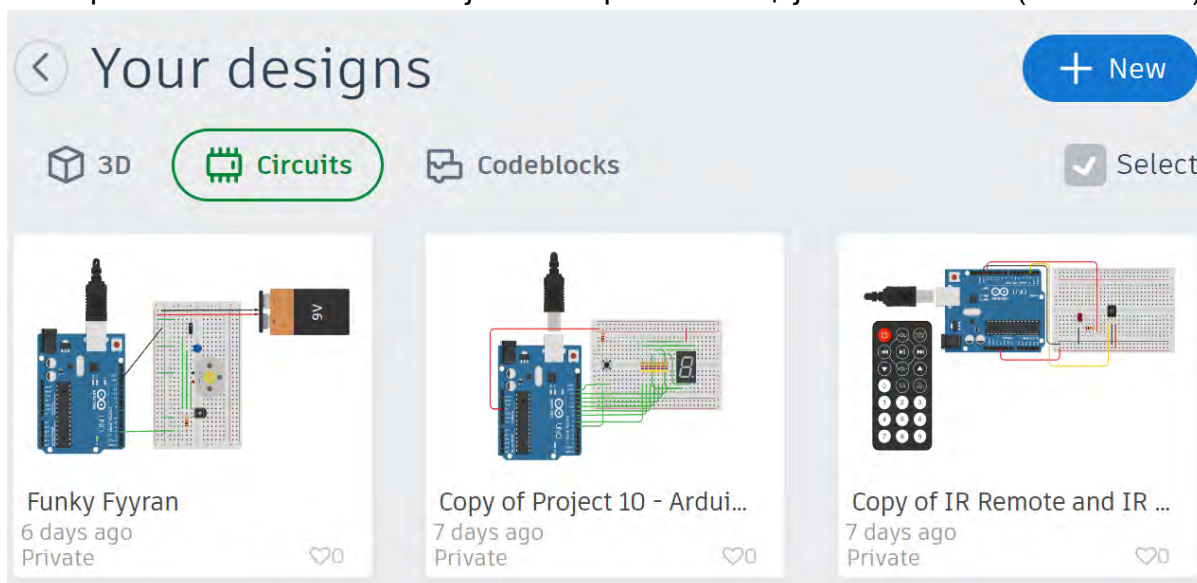 Your designs
+ New
3D
Circuits
Codeblocks
Select
9V
UNO
Funky Fyyran
6 days ago
Private
0
Copy of Project 10 - Ardui...
7 days ago
Private
0
Copy of IR Remote and IR ...
7 days ago
Private
0